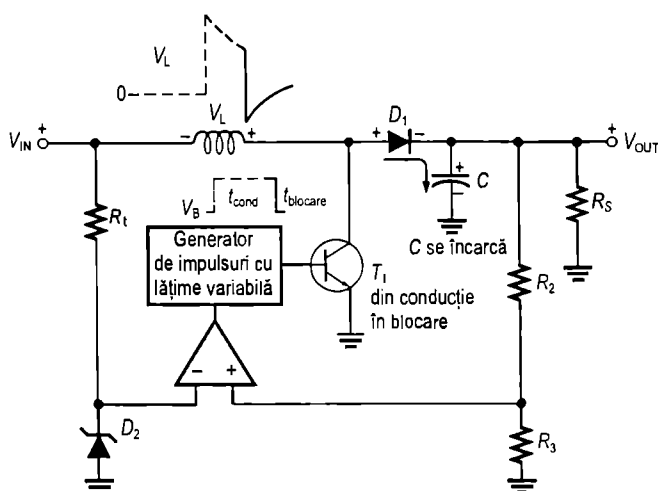 V_L
0
V_L
D_1
+
V_IN
−
+
+
−
+
V_OUT
+
C
−
R_t
V_B
t_cond
t_blocare
R_S
C se încarcă
Generator
de impulsuri cu
lățime variabilă
T_1
din conducție
în blocare
R_2
−
+
D_2
R_3